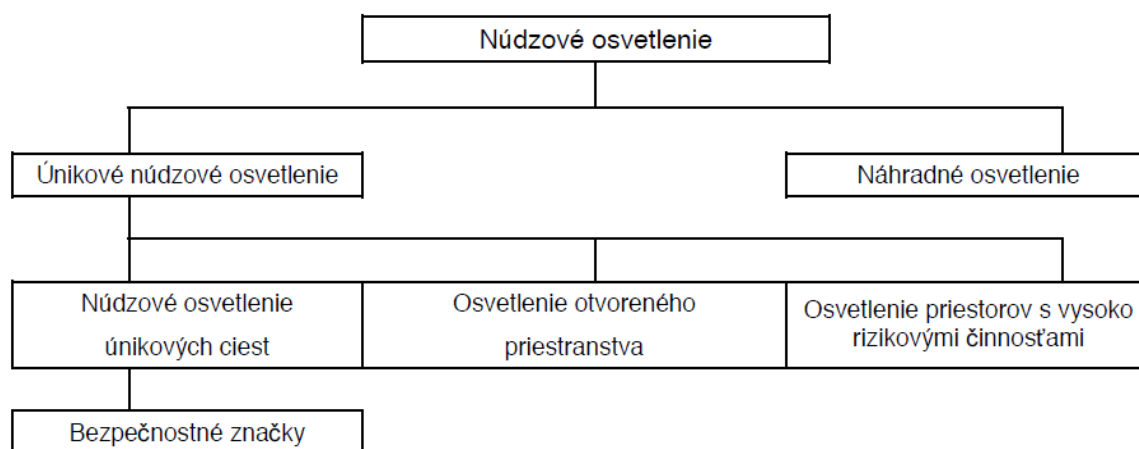 Núdzové osvetlenie
Únikové núdzové osvetlenie
Náhradné osvetlenie
Núdzové osvetlenie
únikových ciest
Osvetlenie otvoreného
priestranstva
Osvetlenie priestorov s vysoko
rizikovými činnosťami
Bezpečnostné značky